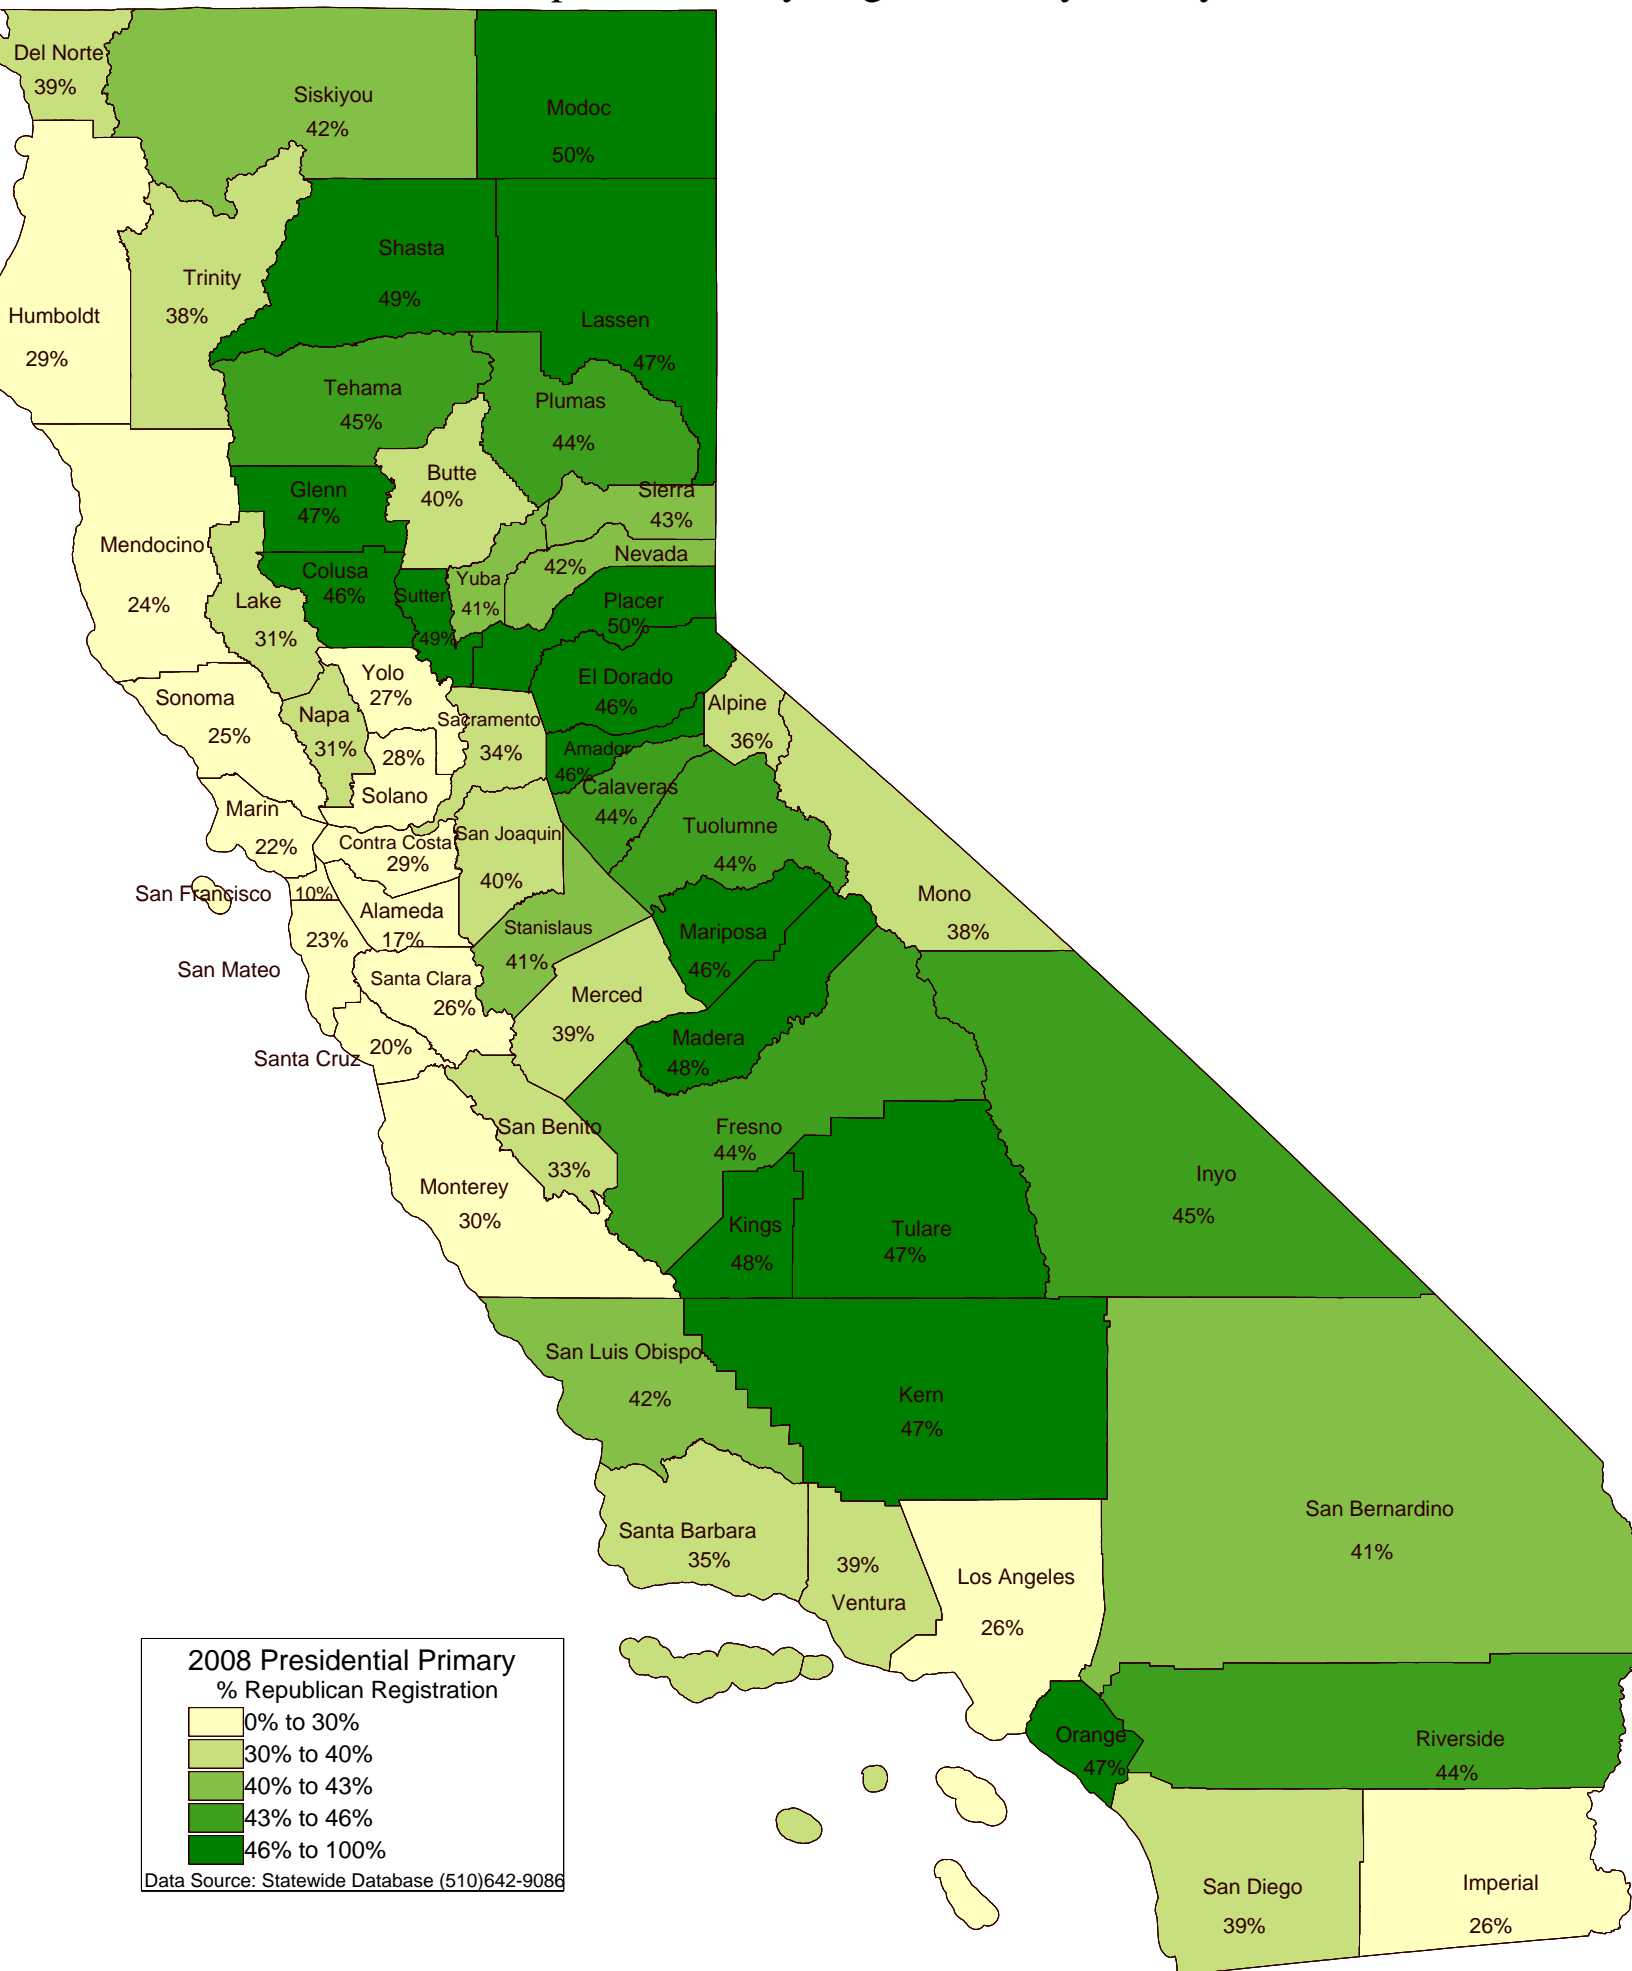 Del Norte
39%
Siskiyou
42%
Modoc
50%
Shasta
49%
Trinity
38%
Humboldt
29%
Lassen
47%
Tehama
45%
Plumas
44%
Butte
40%
Glenn
47%
Sierra
43%
Mendocino
24%
Nevada
42%
Colusa
46%
Yuba
41%
Sutter
49%
Lake
31%
Placer
50%
Yolo
27%
El Dorado
46%
Sonoma
25%
Napa
31%
Sacramento
34%
Alpine
36%
28%
Solano
Amador
46%
Calaveras
44%
Marin
22%
Contra Costa
29%
San Joaquin
40%
Tuolumne
44%
San Francisco
10%
Mono
38%
Alameda
17%
Stanislaus
41%
Mariposa
46%
23%
San Mateo
Santa Clara
26%
Merced
39%
Madera
48%
20%
Santa Cruz
San Benito
33%
Fresno
44%
Inyo
45%
Monterey
30%
Kings
48%
Tulare
47%
San Luis Obispo
42%
Kern
47%
San Bernardino
41%
Santa Barbara
35%
39%
Ventura
Los Angeles
26%
Orange
47%
Riverside
44%
San Diego
39%
Imperial
26%
2008 Presidential Primary
% Republican Registration
0% to 30%
30% to 40%
40% to 43%
43% to 46%
46% to 100%
Data Source: Statewide Database (510)642-9086